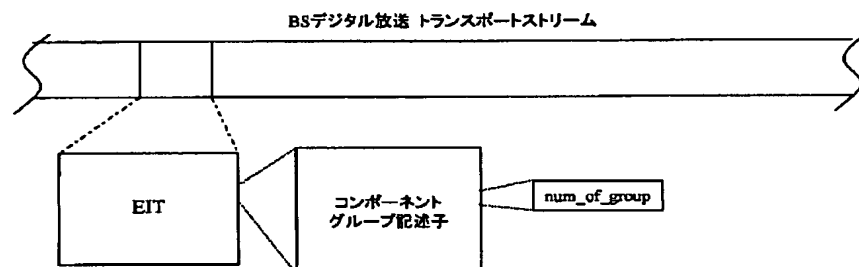 BSデジタル放送 トランスポートストリーム
EIT
コンポーネント
グループ記述子
num_of_group